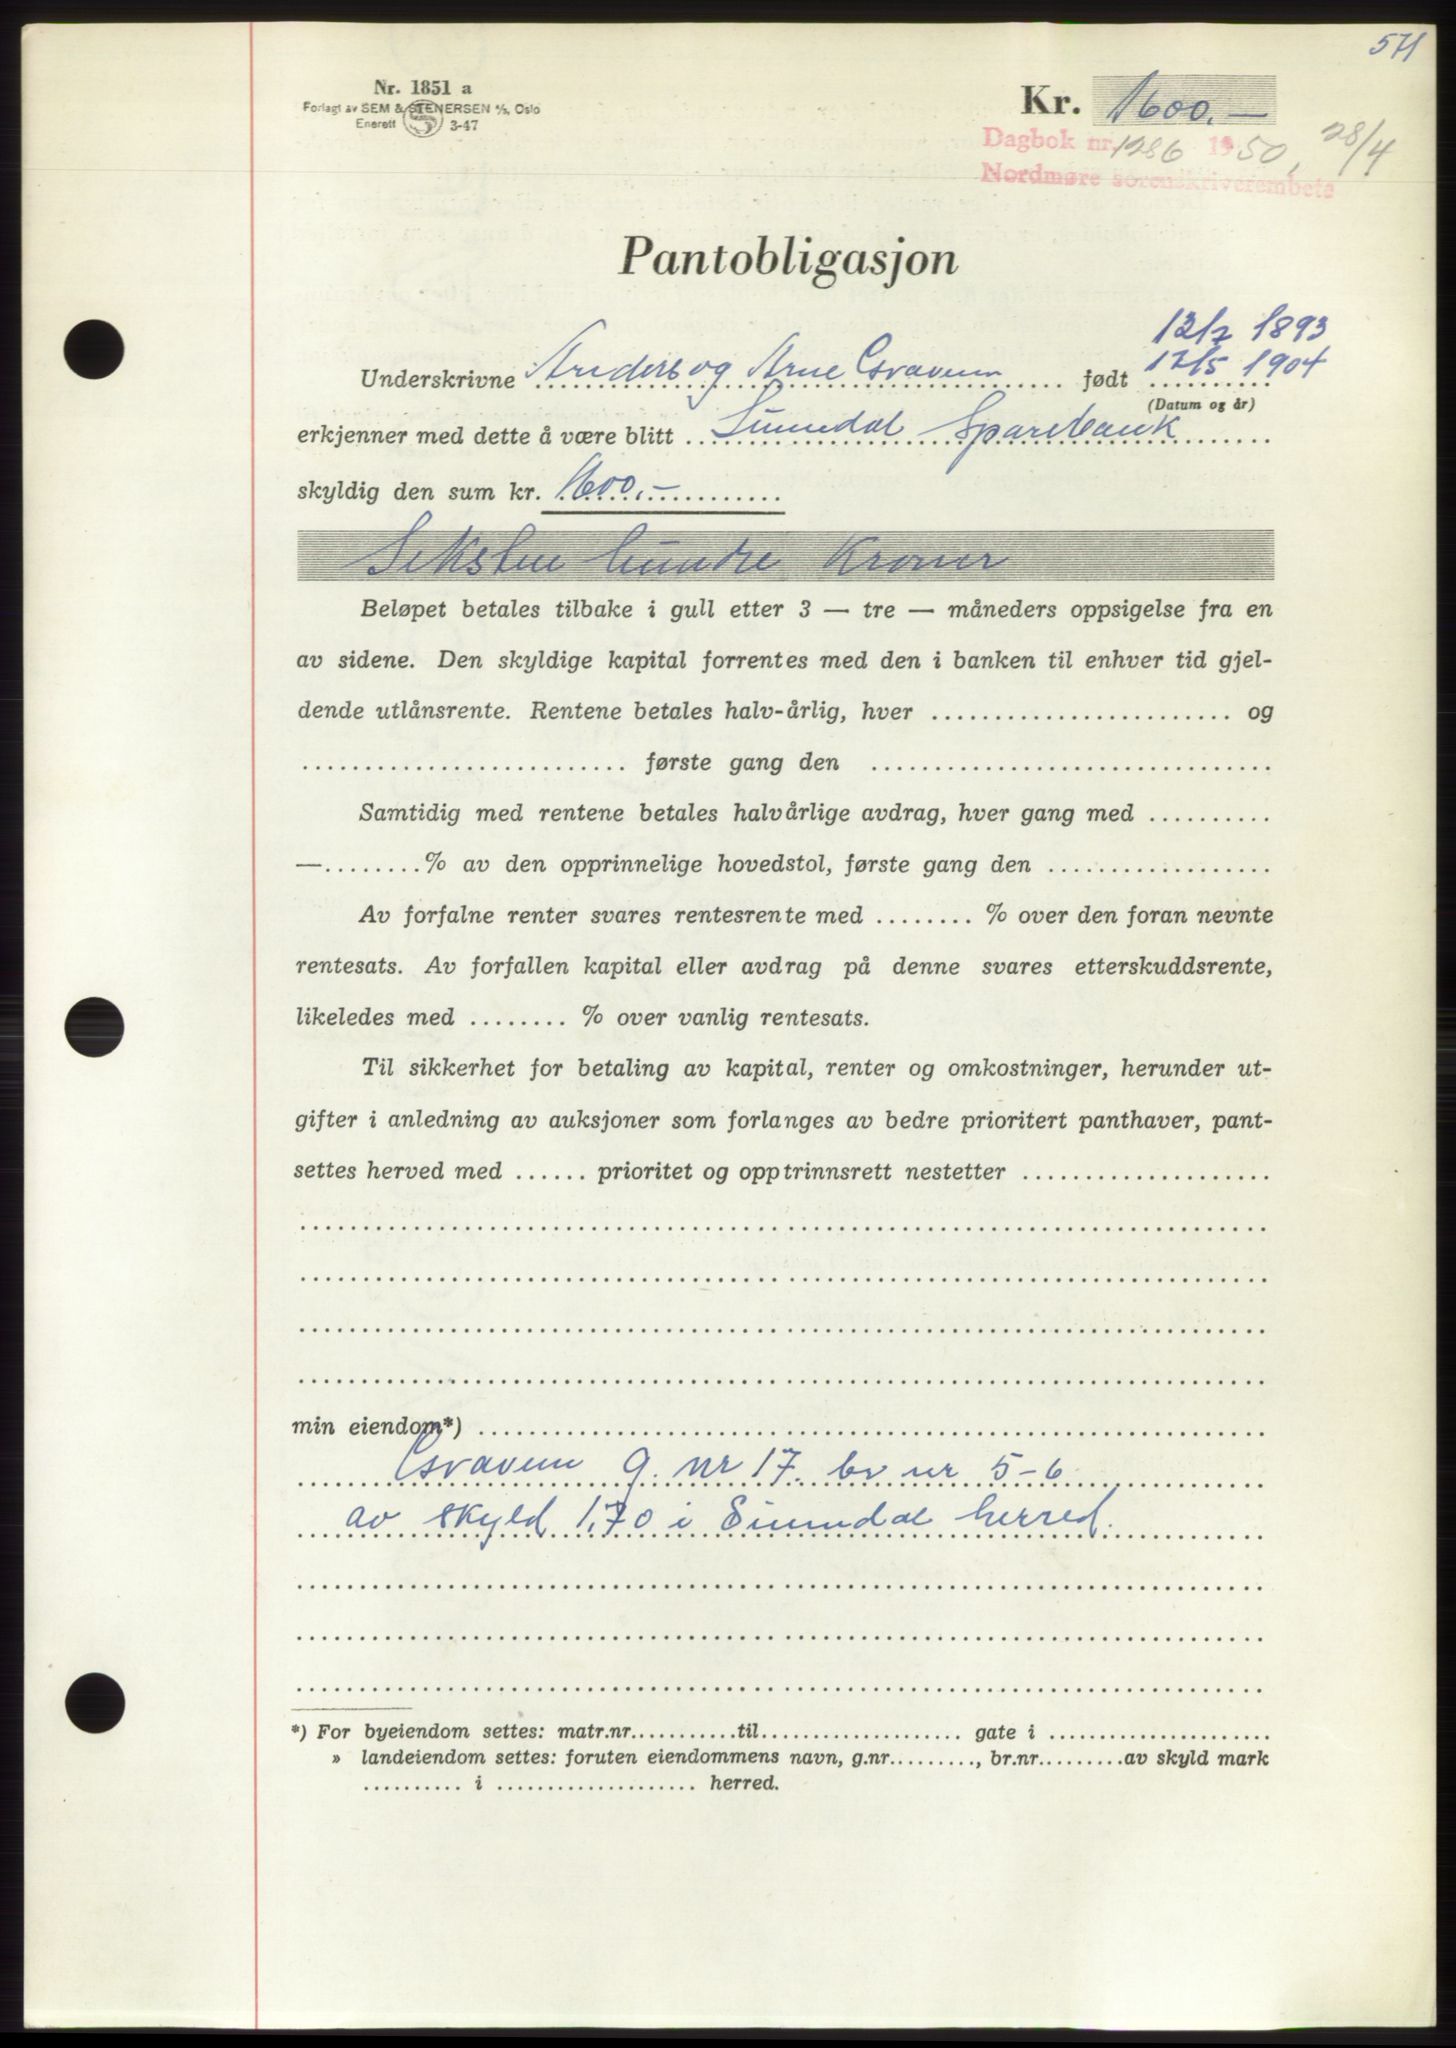 571
Nr. 1851 a
Forlagt av SEM & STENERSEN A/S, Oslo
Enerett 3-47
Kr. 1600.—
Dagbok nr. 1286 1950, 28/4
Nordmøre sorenskriverembete
Pantobligasjon
12/7 1893
Underskrivne Anders og Arne Gravem født 12/5 1904
(Datum og år)
erkjenner med dette å være blitt Sunndal Sparebank
skyldig den sum kr. 1600.—
Seksten hundre Kroner
Beløpet betales tilbake i gull etter 3 — tre — måneders oppsigelse fra en
av sidene. Den skyldige kapital forrentes med den i banken til enhver tid gjel-
dende utlånsrente. Rentene betales halv-årlig, hver ........................ og
.......................... første gang den ................................
Samtidig med rentene betales halvårlige avdrag, hver gang med ..........
—........% av den opprinnelige hovedstol, første gang den ..................
Av forfalne renter svares rentesrente med ........ % over den foran nevnte
rentesats. Av forfallen kapital eller avdrag på denne svares etterskuddsrente,
likeledes med ........ % over vanlig rentesats.
Til sikkerhet for betaling av kapital, renter og omkostninger, herunder ut-
gifter i anledning av auksjoner som forlanges av bedre prioritert panthaver, pant-
settes herved med ...... prioritet og opptrinnsrett nestetter ....................
min eiendom*)
Gravem g. nr 17. br nr 5-6
av skyld 1,70 i Sunndal herred.
*) For byeiendom settes: matr.nr...........til.................... gate i ......................
» landeiendom settes: foruten eiendommens navn, g.nr........., br.nr.........av skyld mark
.......... i .................... herred.